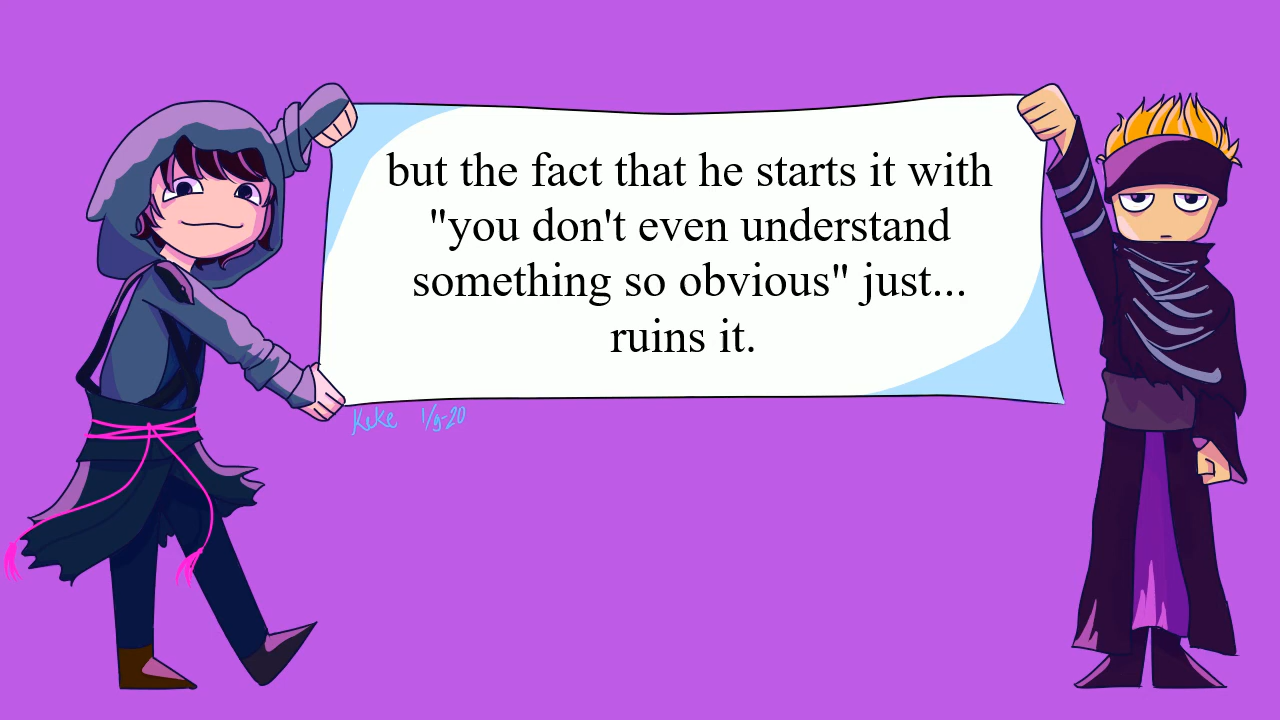 but the fact that he starts it with
"you don't even understand
something so obvious" just...
ruins it.
KeKe 1/9-20